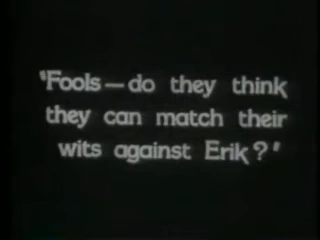 "Fools—do they think
they can match their
wits against Erik?"